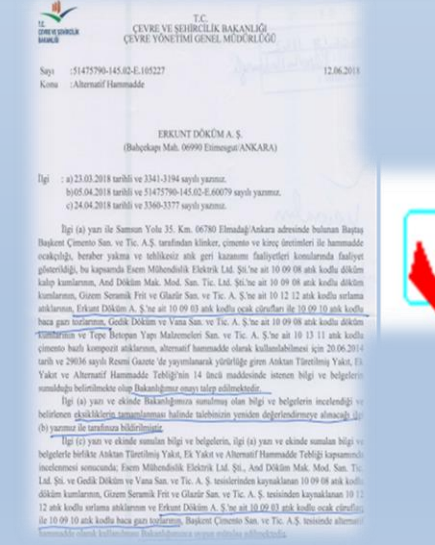 T.C.
ÇEVRE VE ŞEHİRCİLİK
BAKANLIĞI
T.C.
ÇEVRE VE ŞEHİRCİLİK BAKANLIĞI
ÇEVRE YÖNETİMİ GENEL MÜDÜRLÜĞÜ
Sayı :51475790-145.02-E.105227 12.06.2018
Konu :Alternatif Hammadde
ERKUNT DÖKÜM A. Ş.
(Bahçekapı Mah. 06990 Etimesgut/ANKARA)
İlgi : a)23.03.2018 tarihli ve 3341-3194 sayılı yazınız.
b)05.04.2018 tarihli ve 51475790-145.02-E.60079 sayılı yazımız.
c)24.04.2018 tarihli ve 3360-3377 sayılı yazınız.
İlgi (a) yazı ile Samsun Yolu 35. Km. 06780 Elmadağ/Ankara adresinde bulunan Baştaş
Başkent Çimento San. ve Tic. A.Ş. tarafından klinker, çimento ve kireç üretimleri ile hammadde
ocakçılığı, beraber yakma ve tehlikesiz atık geri kazanımı faaliyetleri konularında faaliyet
gösterildiği, bu kapsamda Esem Mühendislik Elektrik Ltd. Şti.'ne ait 10 09 08 atık kodlu döküm
kalıp kumlarının, And Döküm Mak. Mod. San. Tic. Ltd. Şti.'ne ait 10 09 08 atık kodlu döküm
kumlarının, Gizem Seramik Frit ve Glazür San. ve Tic. A. Ş.'ne ait 10 12 12 atık kodlu sırlama
atıklarının, Erkunt Döküm A. Ş.'ne ait 10 09 03 atık kodlu ocak cürufları ile 10 09 10 atık kodlu
baca gazı tozlarının, Gedik Döküm ve Vana San. ve Tic. A. Ş.'ne ait 10 09 08 atık kodlu döküm
kumlarının ve Tepe Betopan Yapı Malzemeleri San. ve Tic. A. Ş.'ne ait 10 13 11 atık kodlu
çimento bazlı kompozit atıklarının, alternatif hammadde olarak kullanılabilmesi için 20.06.2014
tarih ve 29036 sayılı Resmi Gazete 'de yayımlanarak yürürlüğe giren Atıktan Türetilmiş Yakıt, Ek
Yakıt ve Alternatif Hammadde Tebliği'nin 14 üncü maddesinde istenen bilgi ve belgelerin
sunulduğu belirtilmekte olup Bakanlığımız onayı talep edilmektedir.
İlgi (a) yazı ekinde Bakanlığımıza sunulmuş olan bilgi ve belgelerin incelendiği ve
belirlenen eksikliklerin tamamlanması halinde talebinizin yeniden değerlendirmeye alınacağı ilgi
(b) yazımız ile tarafınıza bildirilmiştir.
İlgi (c) yazı ekinde sunulan bilgi ve belgelerin, ilgi (a) yazı ekinde sunulan bilgi ve
belgelerle birlikte Atıktan Türetilmiş Yakıt, Ek Yakıt ve Alternatif Hammadde Tebliği kapsamında
incelenmesi sonucunda; Esem Mühendislik Elektrik Ltd. Şti., And Döküm Mak. Mod. San. Tic.
Ltd. Şti. ve Gedik Döküm ve Vana San. ve Tic. A. Ş. tesislerinden kaynaklanan 10 09 08 atık kodlu
döküm kumlarının, Gizem Seramik Frit ve Glazür San. ve Tic. A. Ş. tesisinden kaynaklanan 10 12
12 atık kodlu sırlama atıklarının ve Erkunt Döküm A. Ş.'ne ait 10 09 03 atık kodlu ocak cürufları
ile 10 09 10 atık kodlu baca gazı tozlarının, Başkent Çimento San. ve Tic. A.Ş. tesisinde alternatif
hammadde olarak kullanılması Bakanlığımızca uygun